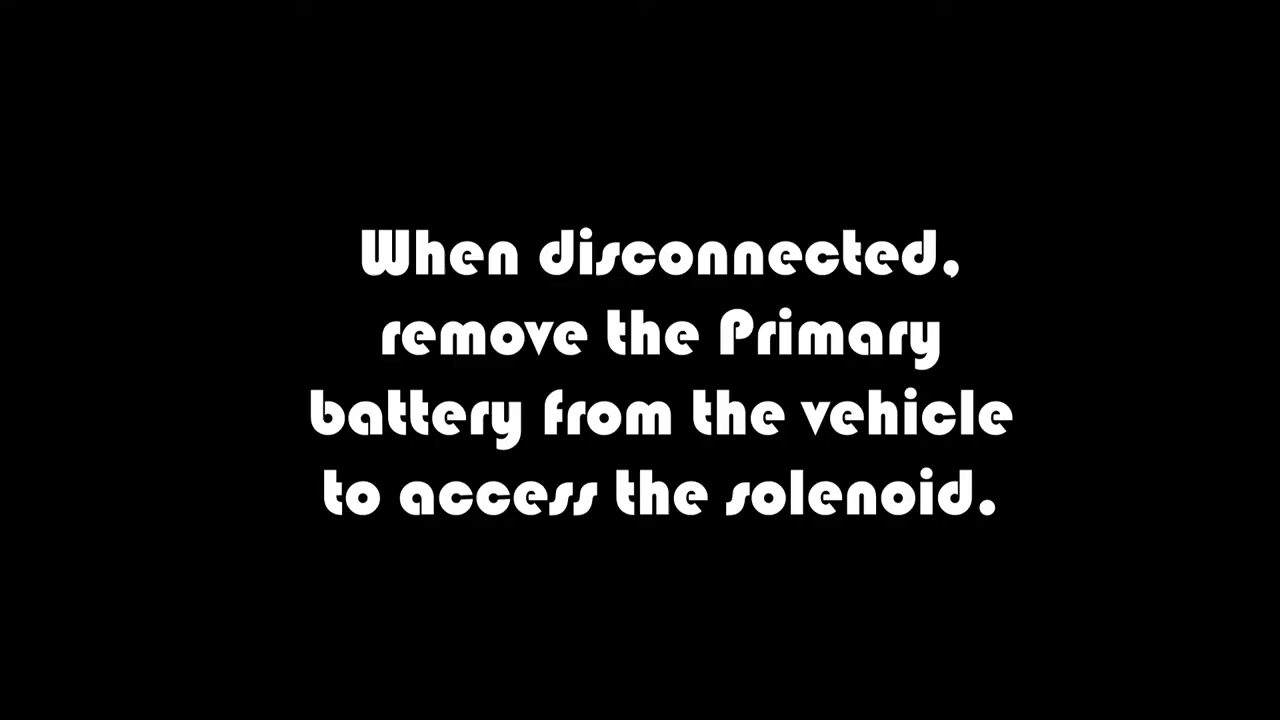 When disconnected,
remove the Primary
battery from the vehicle
to access the solenoid.